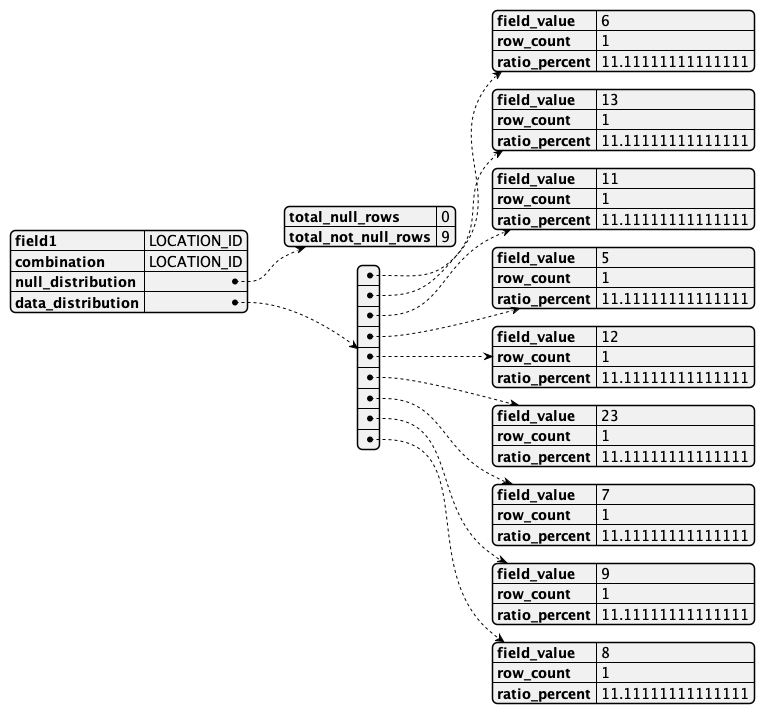 field1 LOCATION_ID
combination LOCATION_ID
null_distribution
data_distribution
total_null_rows 0
total_not_null_rows 9
field_value 6
row_count 1
ratio_percent 11.11111111111111
field_value 13
row_count 1
ratio_percent 11.11111111111111
field_value 11
row_count 1
ratio_percent 11.11111111111111
field_value 5
row_count 1
ratio_percent 11.11111111111111
field_value 12
row_count 1
ratio_percent 11.11111111111111
field_value 23
row_count 1
ratio_percent 11.11111111111111
field_value 7
row_count 1
ratio_percent 11.11111111111111
field_value 9
row_count 1
ratio_percent 11.11111111111111
field_value 8
row_count 1
ratio_percent 11.11111111111111